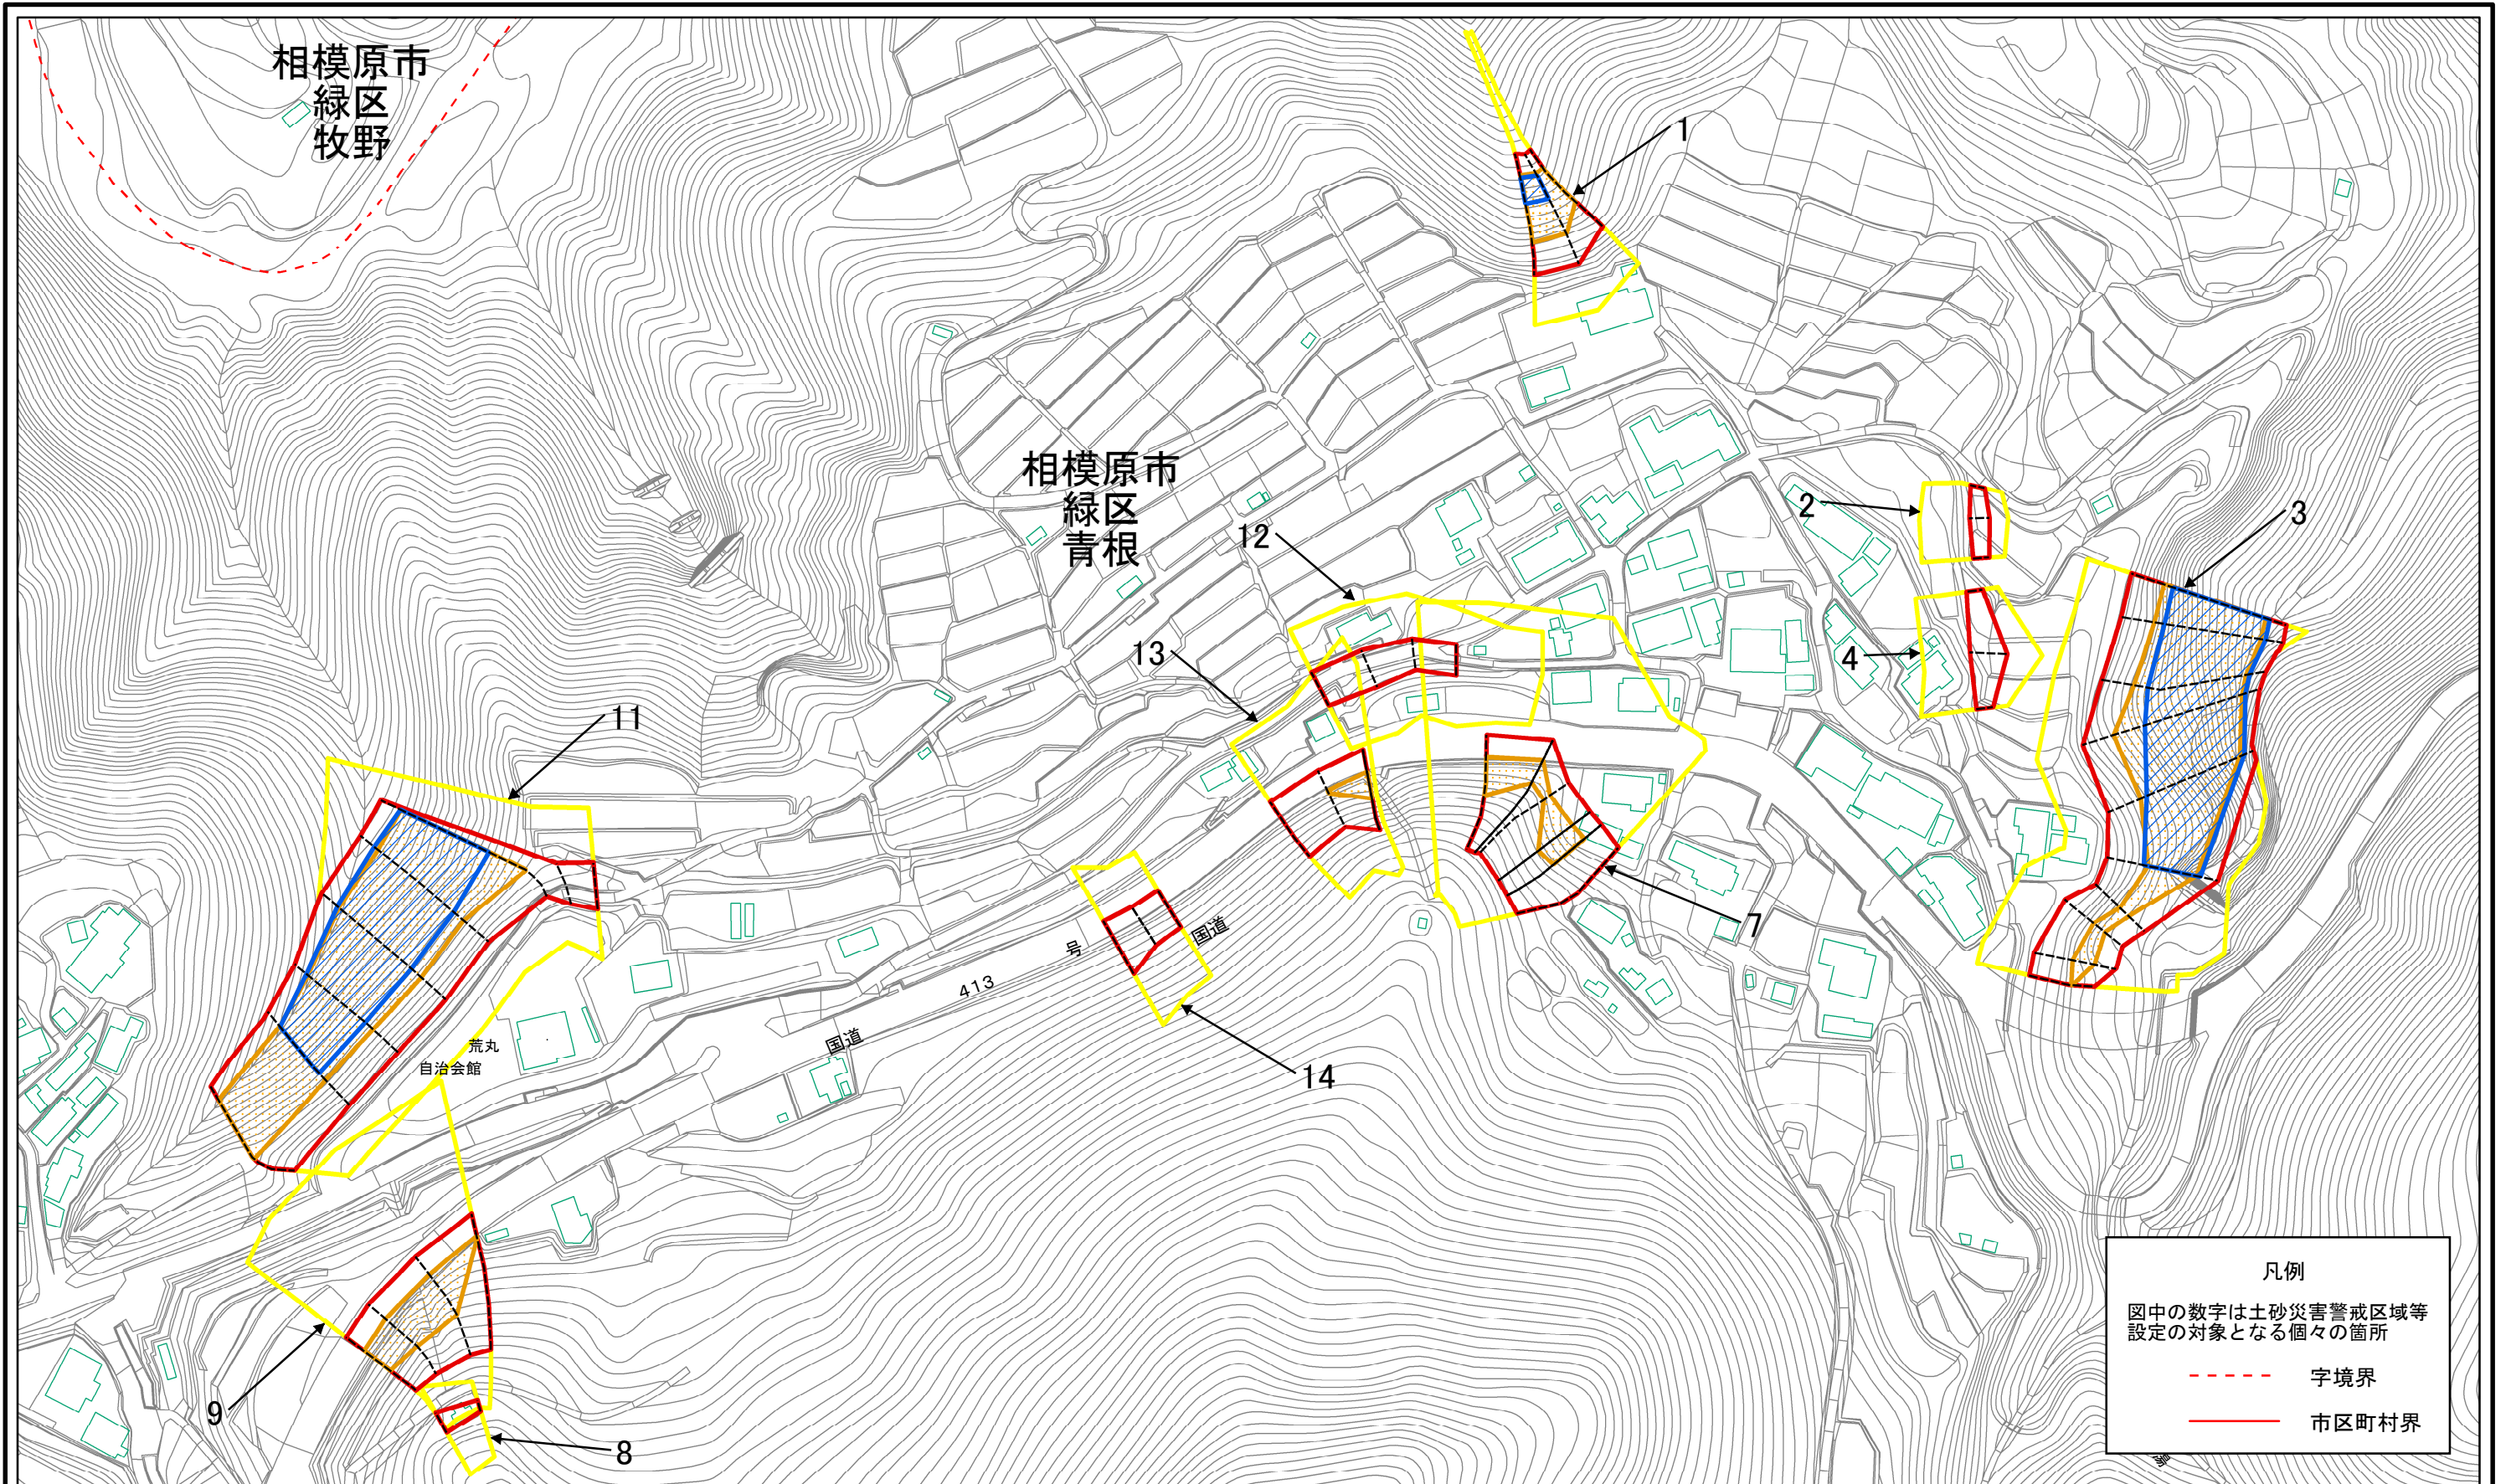 相模原市
緑区
牧野
1
相模原市
緑区
青根
2
3
12
13
4
11
7
国道
号
413
国道
14
荒丸
自治会館
9
8
凡例
図中の数字は土砂災害警戒区域等
設定の対象となる個々の箇所
字境界
市区町村界